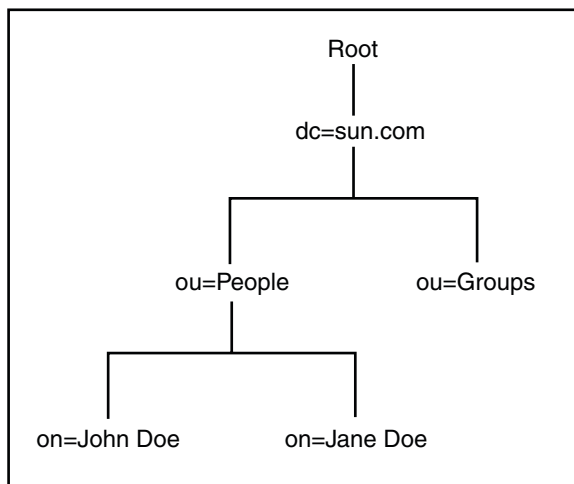 Root
dc=sun.com
ou=People
ou=Groups
on=John Doe
on=Jane Doe